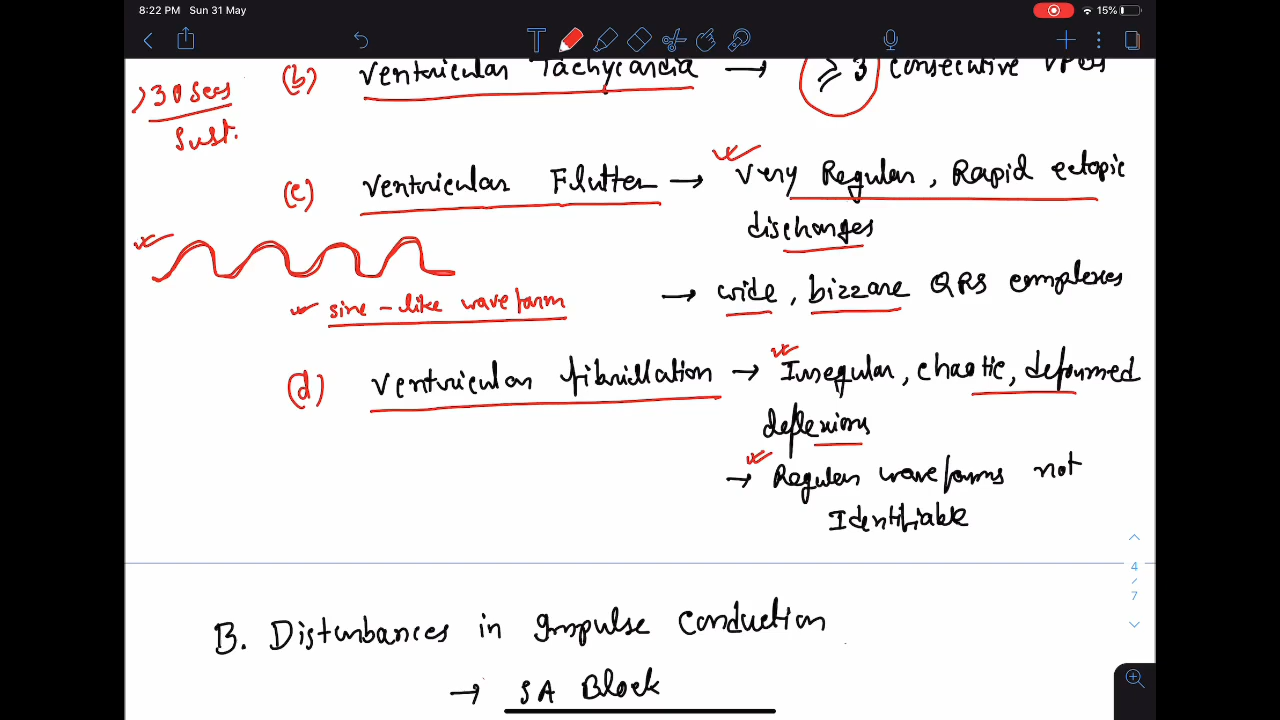 8:22 PM Sun 31 May
15%
>30 Secs
Sust.
(b) Ventricular Tachycardia → ≥ 3 consecutive VPCs
(c) Ventricular Flutter → Very Regular, Rapid ectopic
discharges
sine-like waveform
→ wide, bizzare QRS complexes
(d) Ventricular fibrillation → Irregular, chaotic, deformed
deflexions
→ Regular waveforms not
Identifiable
4
/
7
B. Disturbances in Impulse Conduction
→ SA Block